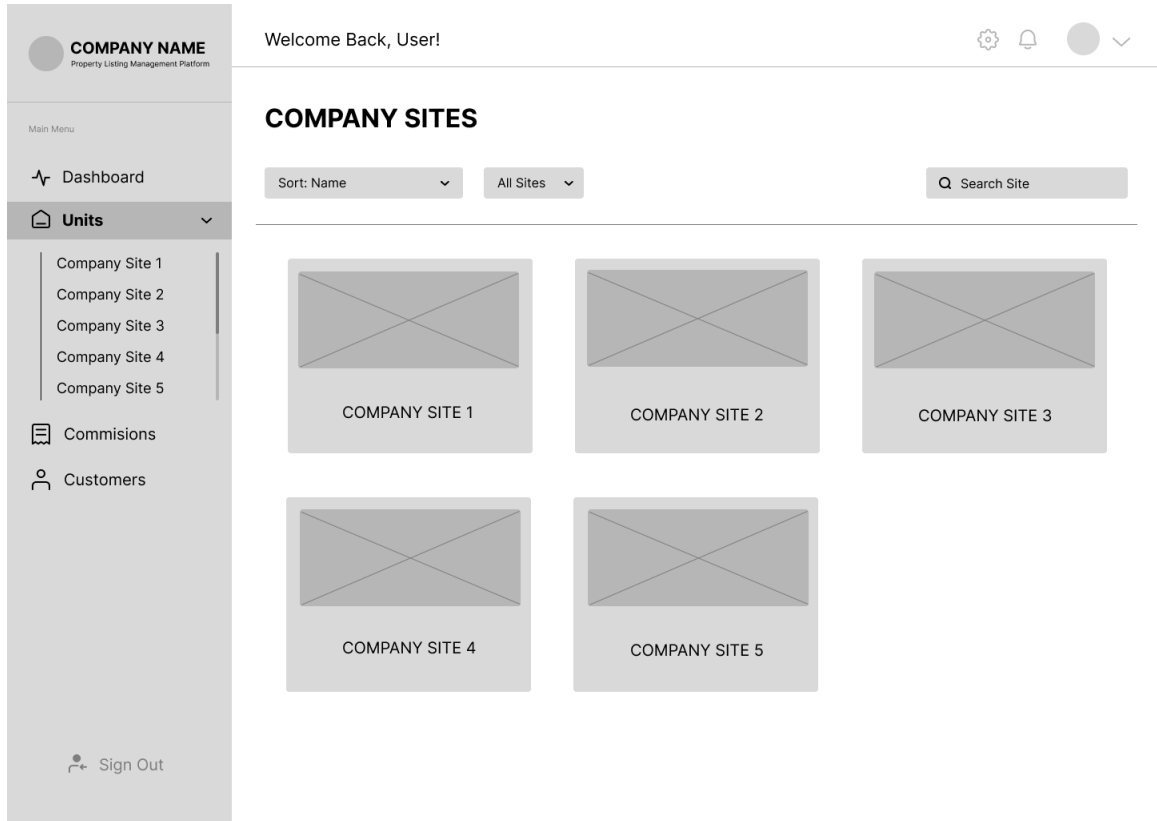 COMPANY NAME
Property Listing Management Platform
Main Menu
Dashboard
Units
Company Site 1
Company Site 2
Company Site 3
Company Site 4
Company Site 5
Commisions
Customers
Sign Out
Welcome Back, User!
COMPANY SITES
Sort: Name
All Sites
Search Site
COMPANY SITE 1
COMPANY SITE 2
COMPANY SITE 3
COMPANY SITE 4
COMPANY SITE 5